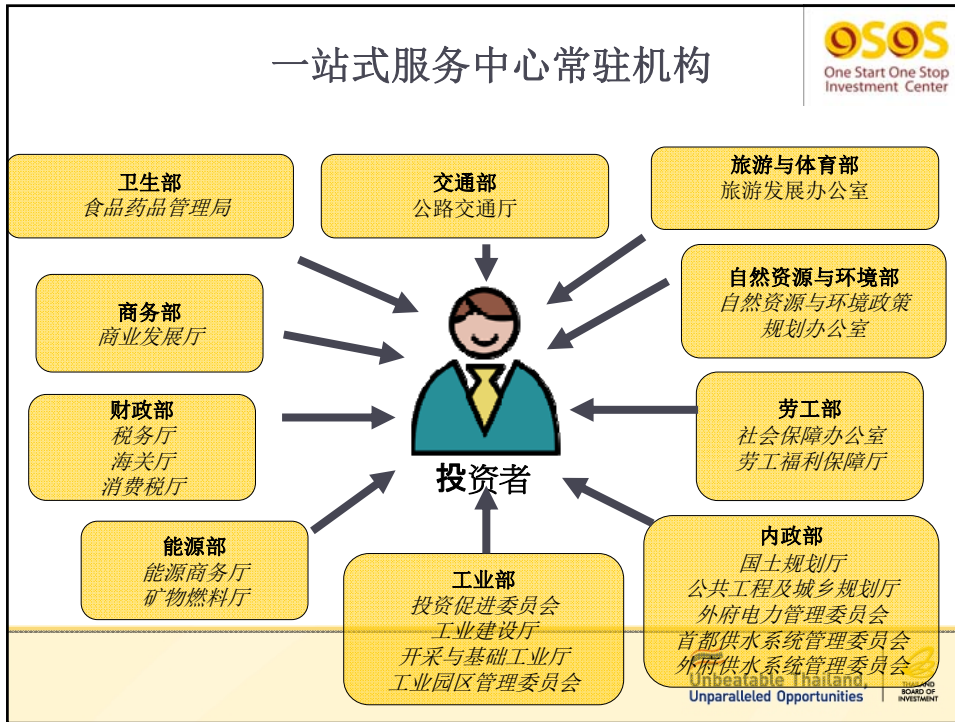 一站式服务中心常驻机构
OSOS
One Start One Stop
Investment Center
卫生部
食品药品管理局
交通部
公路交通厅
旅游与体育部
旅游发展办公室
商务部
商业发展厅
自然资源与环境部
自然资源与环境政策
规划办公室
财政部
税务厅
海关厅
消费税厅
劳工部
社会保障办公室
劳工福利保障厅
投资者
能源部
能源商务厅
矿物燃料厅
工业部
投资促进委员会
工业建设厅
开采与基础工业厅
工业园区管理委员会
内政部
国土规划厅
公共工程及城乡规划厅
外府电力管理委员会
首都供水系统管理委员会
外府供水系统管理委员会
Unbeatable Thailand,
Unparalleled Opportunities
THAILAND
BOARD OF
INVESTMENT